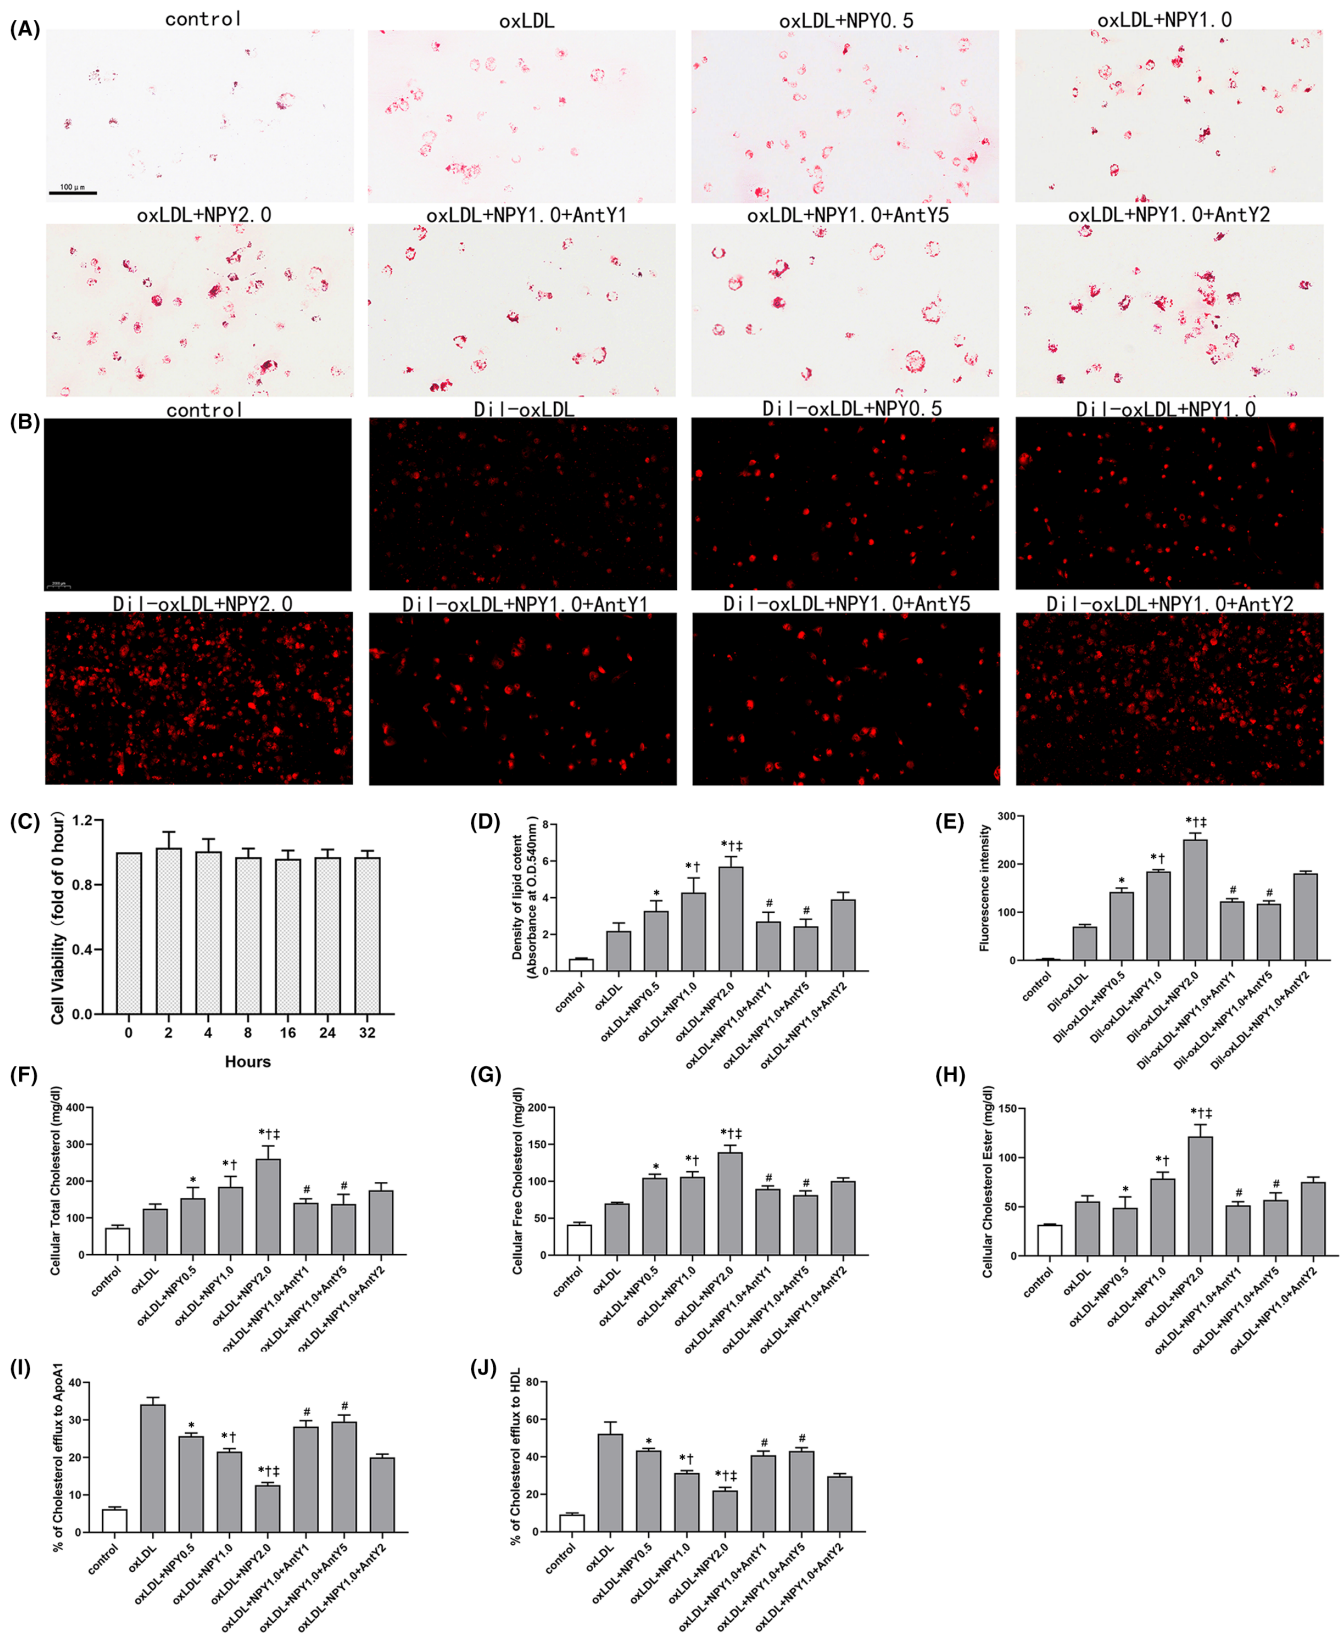 (A)
control
oxLDL
oxLDL+NPY0.5
oxLDL+NPY1.0
100 μm
oxLDL+NPY2.0
oxLDL+NPY1.0+AntY1
oxLDL+NPY1.0+AntY5
oxLDL+NPY1.0+AntY2
(B)
control
Dil-oxLDL
Dil-oxLDL+NPY0.5
Dil-oxLDL+NPY1.0
Dil-oxLDL+NPY2.0
Dil-oxLDL+NPY1.0+AntY1
Dil-oxLDL+NPY1.0+AntY5
Dil-oxLDL+NPY1.0+AntY2
(C)
Cell Viability (fold of 0 hour)
1.2
0.8
0.4
0.0
0 2 4 8 16 24 32
Hours
(D)
Density of lipid cotent
(Absorbance at O.D.540nm )
8
6
4
2
0
*
*†
*†‡
#
#
control
oxLDL
oxLDL+NPY0.5
oxLDL+NPY1.0
oxLDL+NPY2.0
oxLDL+NPY1.0+AntY1
oxLDL+NPY1.0+AntY5
oxLDL+NPY1.0+AntY2
(E)
Fluorescence intensity
300
200
100
0
*
*†
*†‡
#
#
control
Dil-oxLDL
Dil-oxLDL+NPY0.5
Dil-oxLDL+NPY1.0
Dil-oxLDL+NPY2.0
Dil-oxLDL+NPY1.0+AntY1
Dil-oxLDL+NPY1.0+AntY5
Dil-oxLDL+NPY1.0+AntY2
(F)
Cellular Total Cholesterol (mg/dl)
400
300
200
100
0
*
*†
*†‡
#
#
control
oxLDL
oxLDL+NPY0.5
oxLDL+NPY1.0
oxLDL+NPY2.0
oxLDL+NPY1.0+AntY1
oxLDL+NPY1.0+AntY5
oxLDL+NPY1.0+AntY2
(G)
Cellular Free Cholesterol (mg/dl)
200
150
100
50
0
*
*†
*†‡
#
#
control
oxLDL
oxLDL+NPY0.5
oxLDL+NPY1.0
oxLDL+NPY2.0
oxLDL+NPY1.0+AntY1
oxLDL+NPY1.0+AntY5
oxLDL+NPY1.0+AntY2
(H)
Cellular Cholesterol Ester (mg/dl)
150
100
50
0
*
*†
*†‡
#
#
control
oxLDL
oxLDL+NPY0.5
oxLDL+NPY1.0
oxLDL+NPY2.0
oxLDL+NPY1.0+AntY1
oxLDL+NPY1.0+AntY5
oxLDL+NPY1.0+AntY2
(I)
% of Cholesterol efflux to ApoA1
40
30
20
10
0
*
*†
*†‡
#
#
control
oxLDL
oxLDL+NPY0.5
oxLDL+NPY1.0
oxLDL+NPY2.0
oxLDL+NPY1.0+AntY1
oxLDL+NPY1.0+AntY5
oxLDL+NPY1.0+AntY2
(J)
% of Cholesterol efflux to HDL
80
60
40
20
0
*
*†
*†‡
#
#
control
oxLDL
oxLDL+NPY0.5
oxLDL+NPY1.0
oxLDL+NPY2.0
oxLDL+NPY1.0+AntY1
oxLDL+NPY1.0+AntY5
oxLDL+NPY1.0+AntY2